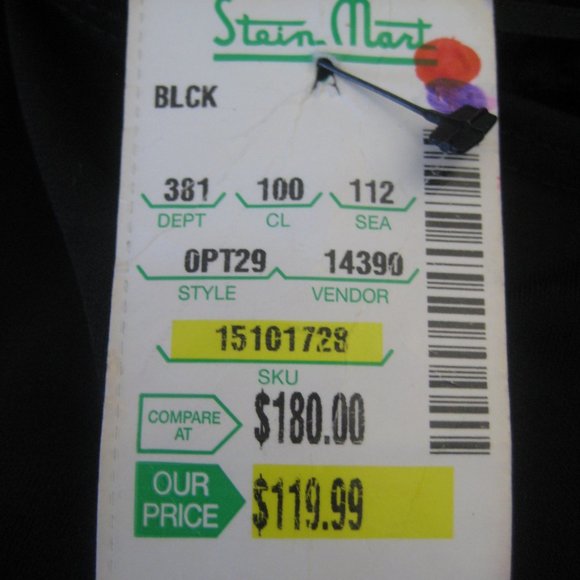 Stein Mart
BLCK
381 100 112
DEPT CL SEA
OPT29 14390
STYLE VENDOR
15101728
SKU
COMPARE AT $180.00
OUR PRICE $119.99